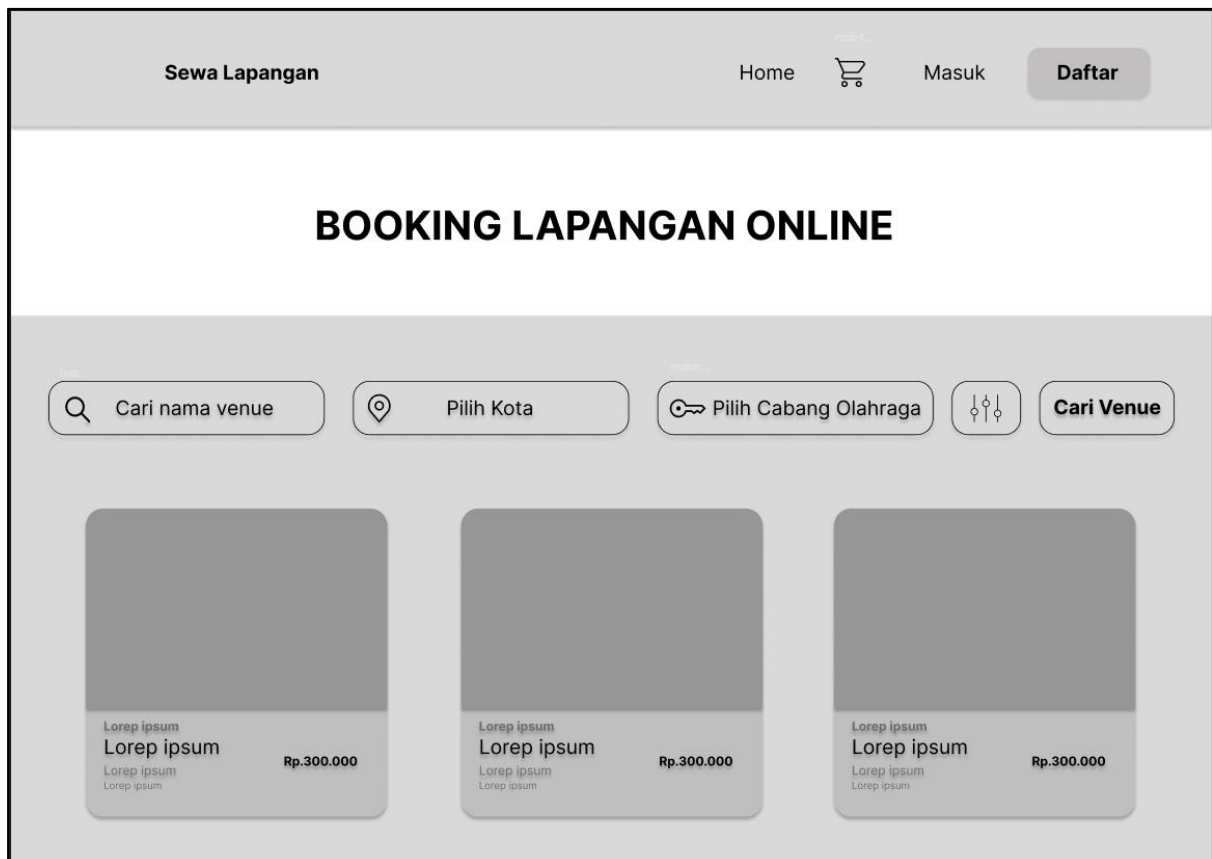 Sewa Lapangan
Home
Masuk
Daftar
BOOKING LAPANGAN ONLINE
Cari nama venue
Pilih Kota
Pilih Cabang Olahraga
Cari Venue
Lorep ipsum
Lorep ipsum
Lorep ipsum
Lorep ipsum
Rp.300.000
Lorep ipsum
Lorep ipsum
Lorep ipsum
Lorep ipsum
Rp.300.000
Lorep ipsum
Lorep ipsum
Lorep ipsum
Lorep ipsum
Rp.300.000